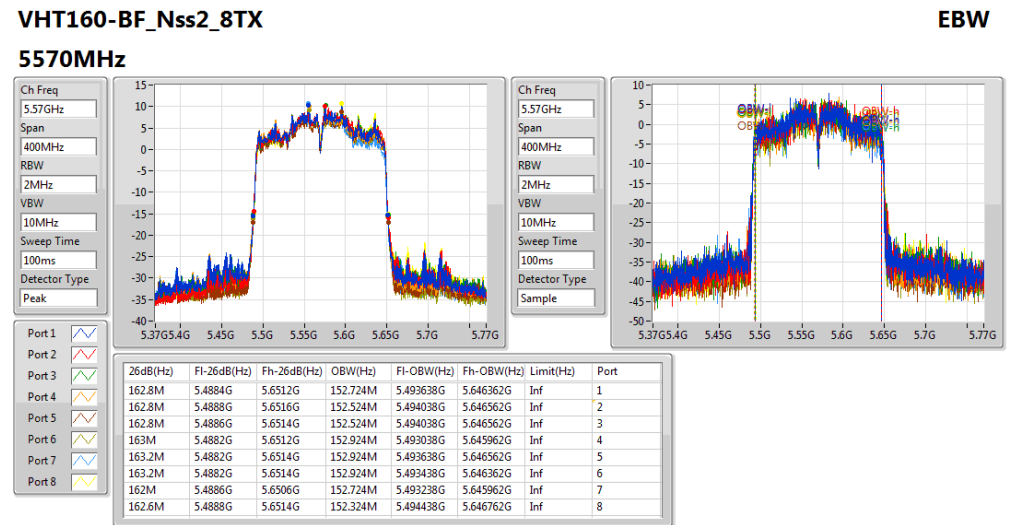 VHT160-BF_Nss2_8TX
EBW
5570MHz
Ch Freq
5.57GHz
Span
400MHz
RBW
2MHz
VBW
10MHz
Sweep Time
100ms
Detector Type
Peak
15
10
5
0
-5
-10
-15
-20
-25
-30
-35
-40
5.37G 5.4G 5.45G 5.5G 5.55G 5.6G 5.65G 5.7G 5.77G
Ch Freq
5.57GHz
Span
400MHz
RBW
2MHz
VBW
10MHz
Sweep Time
100ms
Detector Type
Sample
10
5
0
-5
-10
-15
-20
-25
-30
-35
-40
-45
-50
OBW-l
OBW-h
OBW-h
5.37G 5.4G 5.45G 5.5G 5.55G 5.6G 5.65G 5.7G 5.77G
Port 1
Port 2
Port 3
Port 4
Port 5
Port 6
Port 7
Port 8
26dB(Hz) Fl-26dB(Hz) Fh-26dB(Hz) OBW(Hz) Fl-OBW(Hz) Fh-OBW(Hz) Limit(Hz) Port
162.8M 5.4884G 5.6512G 152.724M 5.493638G 5.646362G Inf 1
162.8M 5.4888G 5.6516G 152.524M 5.494038G 5.646562G Inf 2
162.8M 5.4886G 5.6514G 152.524M 5.494038G 5.646562G Inf 3
163M 5.4882G 5.6512G 152.924M 5.493038G 5.645962G Inf 4
163.2M 5.4882G 5.6514G 152.924M 5.493638G 5.646562G Inf 5
163.2M 5.4882G 5.6514G 152.924M 5.493438G 5.646362G Inf 6
162M 5.4886G 5.6506G 152.724M 5.493238G 5.645962G Inf 7
162.6M 5.4888G 5.6514G 152.324M 5.494438G 5.646762G Inf 8